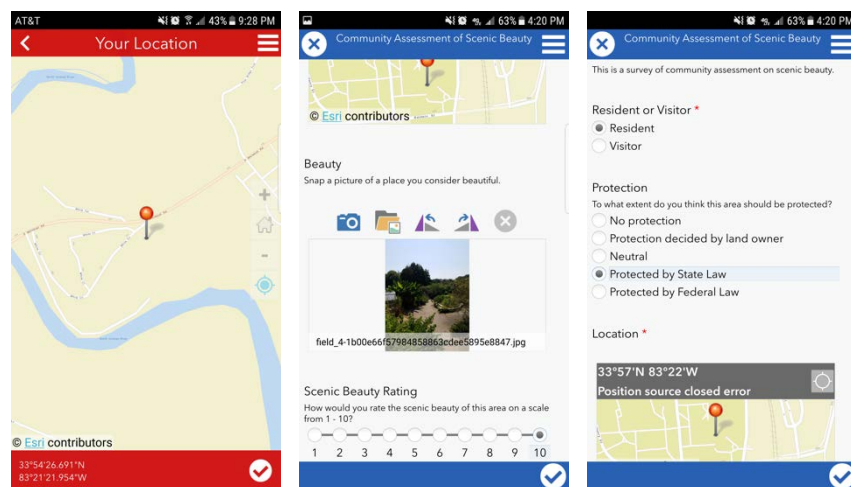 AT&T 43% 9:28 PM
Your Location
© Esri contributors
33°54'26.691"N
83°21'21.954"W
63% 4:20 PM
Community Assessment of Scenic Beauty
© Esri contributors
Beauty
Snap a picture of a place you consider beautiful.
field_4-1b00e66f57984858863cdee5895e8847.jpg
Scenic Beauty Rating
How would you rate the scenic beauty of this area on a scale
from 1 - 10?
1 2 3 4 5 6 7 8 9 10
63% 4:20 PM
Community Assessment of Scenic Beauty
This is a survey of community assessment on scenic beauty.
Resident or Visitor *
Resident
Visitor
Protection
To what extent do you think this area should be protected?
No protection
Protection decided by land owner
Neutral
Protected by State Law
Protected by Federal Law
Location *
33°57'N 83°22'W
Position source closed error